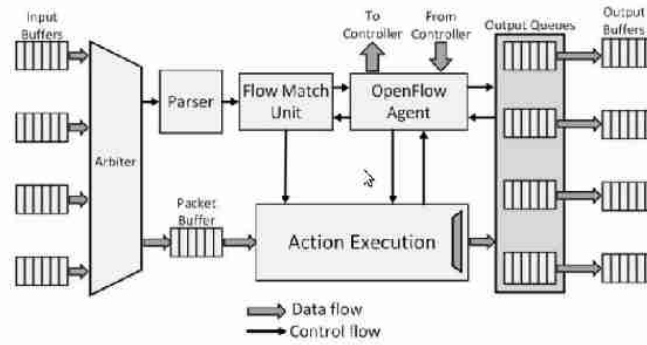 Input
Buffers
To
Controller
From
Controller
Output Queues
Output
Buffers
Parser
Flow Match
Unit
OpenFlow
Agent
Arbiter
Packet
Buffer
Action Execution
Data flow
Control flow